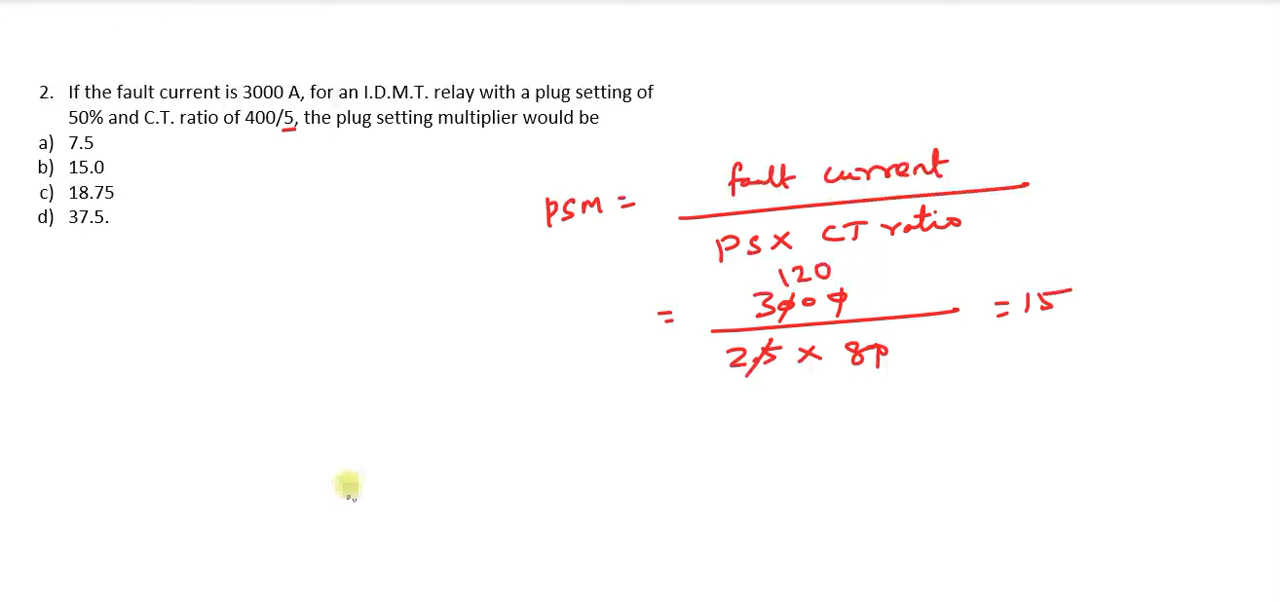 2. If the fault current is 3000 A, for an I.D.M.T. relay with a plug setting of
50% and C.T. ratio of 400/5, the plug setting multiplier would be
a) 7.5
b) 15.0
c) 18.75
d) 37.5.
PSM = fault current
PS X CT ratio
120
= 3000 = 15
2.5 × 80